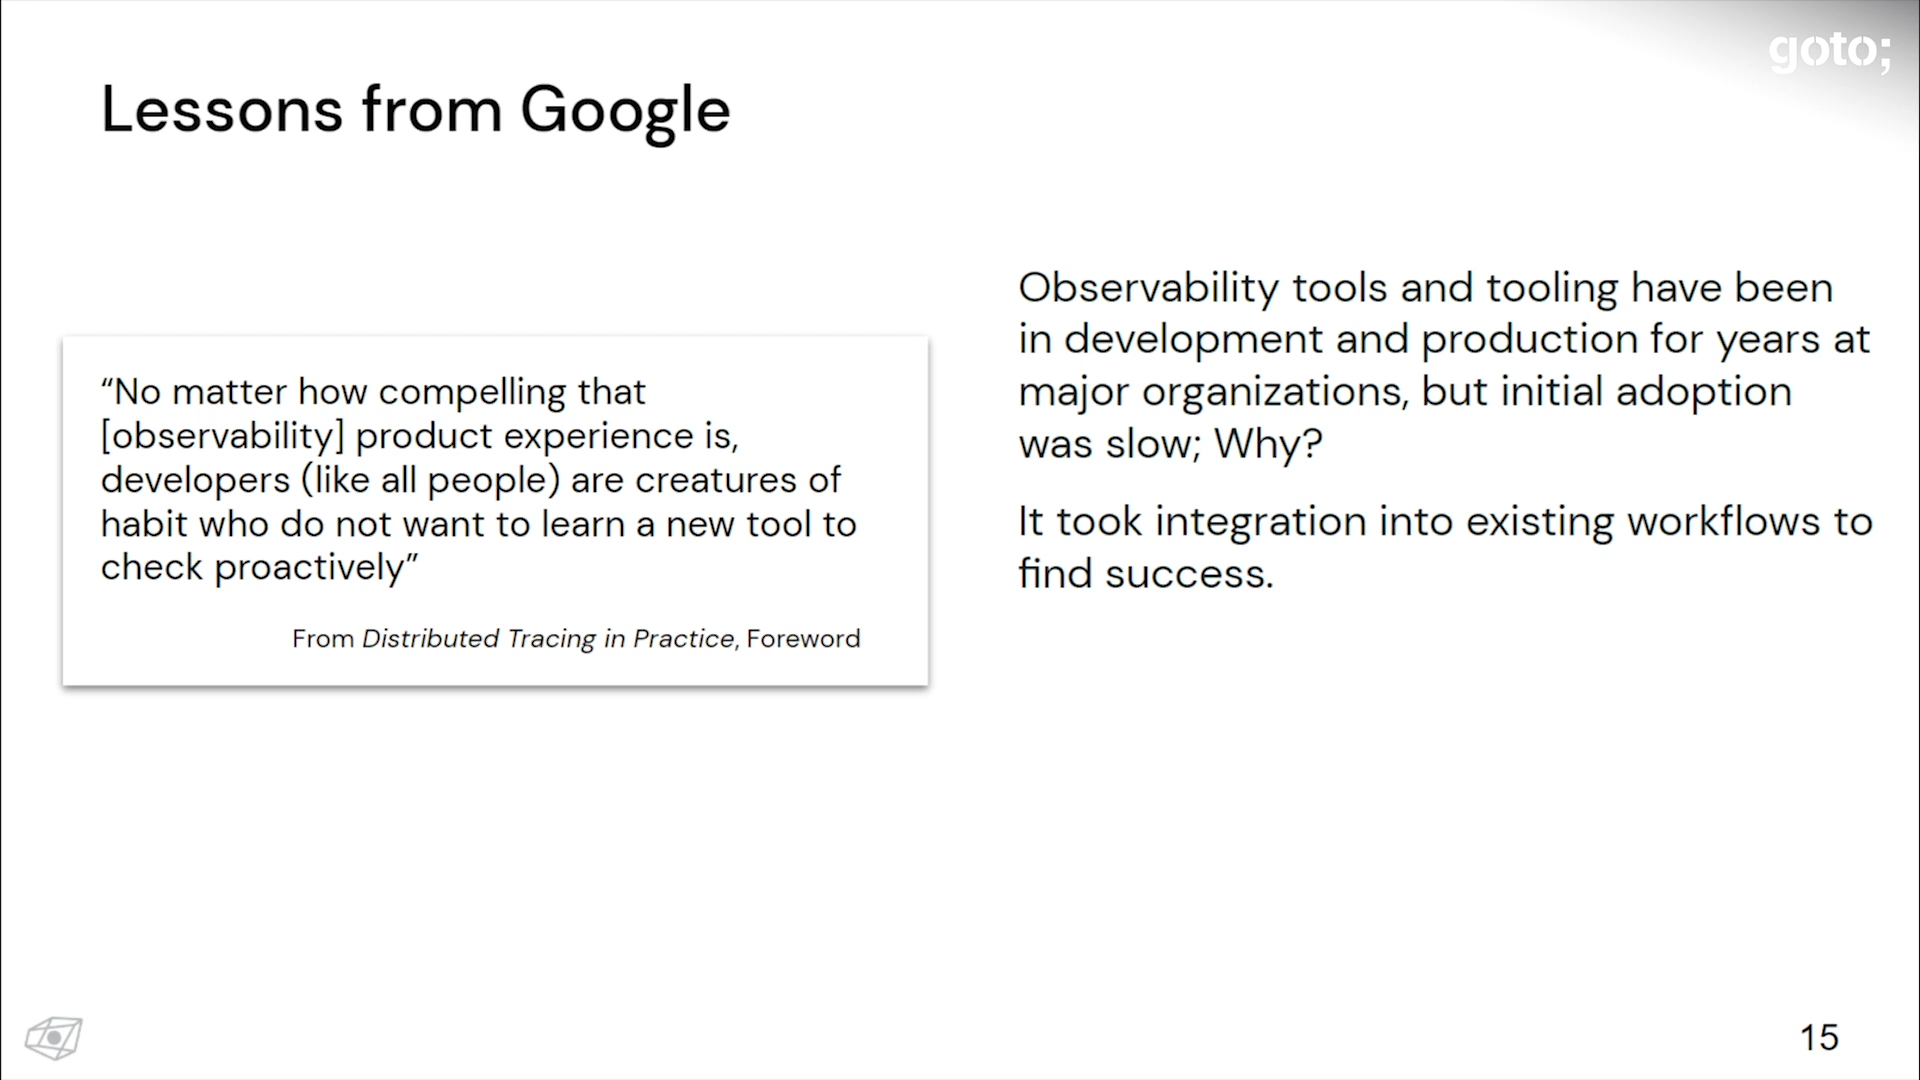 goto;
Lessons from Google
“No matter how compelling that
[observability] product experience is,
developers (like all people) are creatures of
habit who do not want to learn a new tool to
check proactively”
From Distributed Tracing in Practice, Foreword
Observability tools and tooling have been
in development and production for years at
major organizations, but initial adoption
was slow; Why?
It took integration into existing workflows to
find success.
15